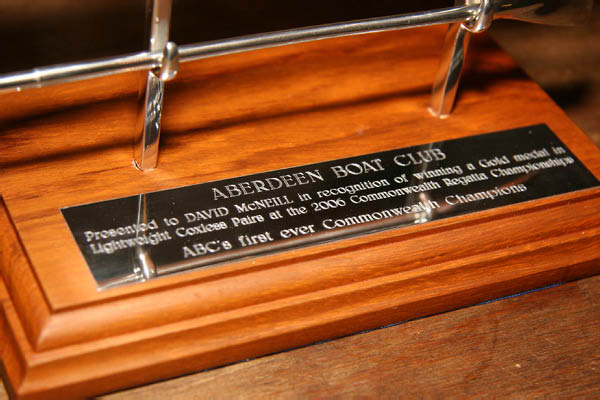 ABERDEEN BOAT CLUB
Presented to DAVID McNEILL in recognition of winning a Gold medal in
Lightweight Coxless Pairs at the 2006 Commonwealth Regatta Championships
ABC's first ever Commonwealth Champions